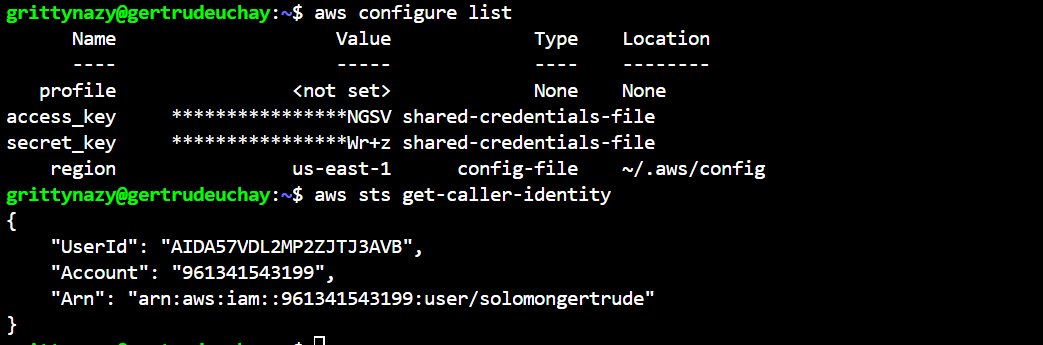 grittynazy@gertrudeuchay:~$ aws configure list
      Name                    Value             Type    Location
      ----                    -----             ----    --------
   profile                <not set>             None    None
access_key     ****************NGSV shared-credentials-file
secret_key     ****************Wr+z shared-credentials-file
    region                us-east-1      config-file    ~/.aws/config
grittynazy@gertrudeuchay:~$ aws sts get-caller-identity
{
    "UserId": "AIDA57VDL2MP2ZJTJ3AVB",
    "Account": "961341543199",
    "Arn": "arn:aws:iam::961341543199:user/solomongertrude"
}
grittynazy@gertrudeuchay:~$